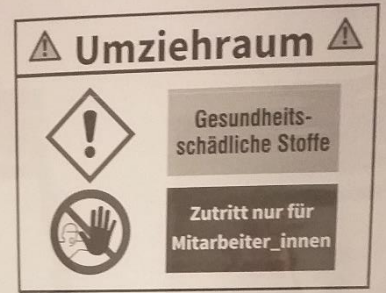 Umziehraum
Gesundheits-
schädliche Stoffe
Zutritt nur für
Mitarbeiter_innen